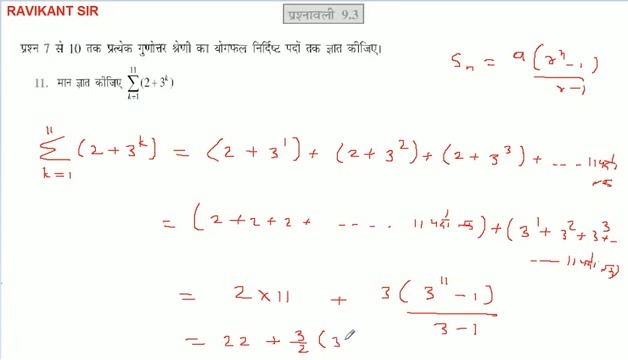 RAVIKANT SIR
प्रश्नावली 9.3
प्रश्न 7 से 10 तक प्रत्येक गुणोत्तर श्रेणी का योगफल निर्दिष्ट पदों तक ज्ञात कीजिए।
S_n = a(r^n - 1) / (r - 1)
11. मान ज्ञात कीजिए \sum_{k=1}^{11} (2+3^k)
\sum_{k=1}^{11} (2+3^k) = (2+3^1) + (2+3^2) + (2+3^3) + ---- 11 पदों तक
= (2+2+2+ ----- 11 पदों तक) + (3^1 + 3^2 + 3^3 + --- 11 पदों तक)
= 2×11 + 3(3^11 - 1) / (3-1)
= 22 + 3/2 (3